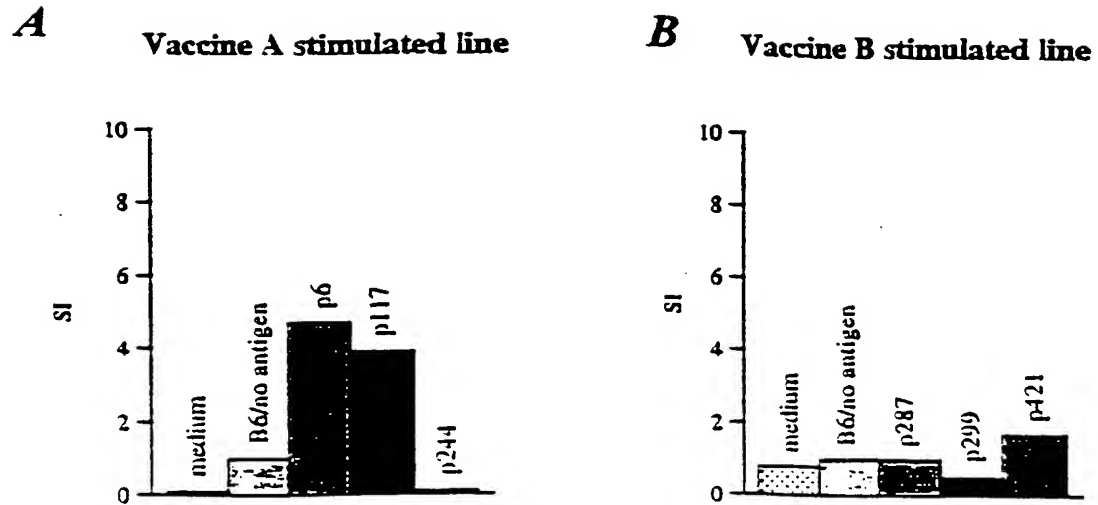 A
Vaccine A stimulated line
10
8
6
4
2
0
SI
medium
B6/no antigen
p6
p117
p244
B
Vaccine B stimulated line
10
8
6
4
2
0
SI
medium
B6/no antigen
p287
p299
p421